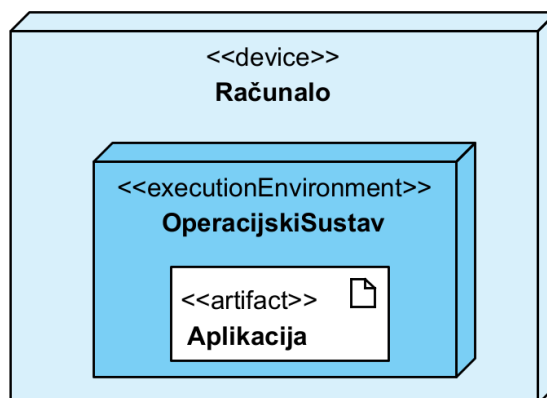 <<device>>
Računalo
<<executionEnvironment>>
OperacijskiSustav
<<artifact>>
Aplikacija